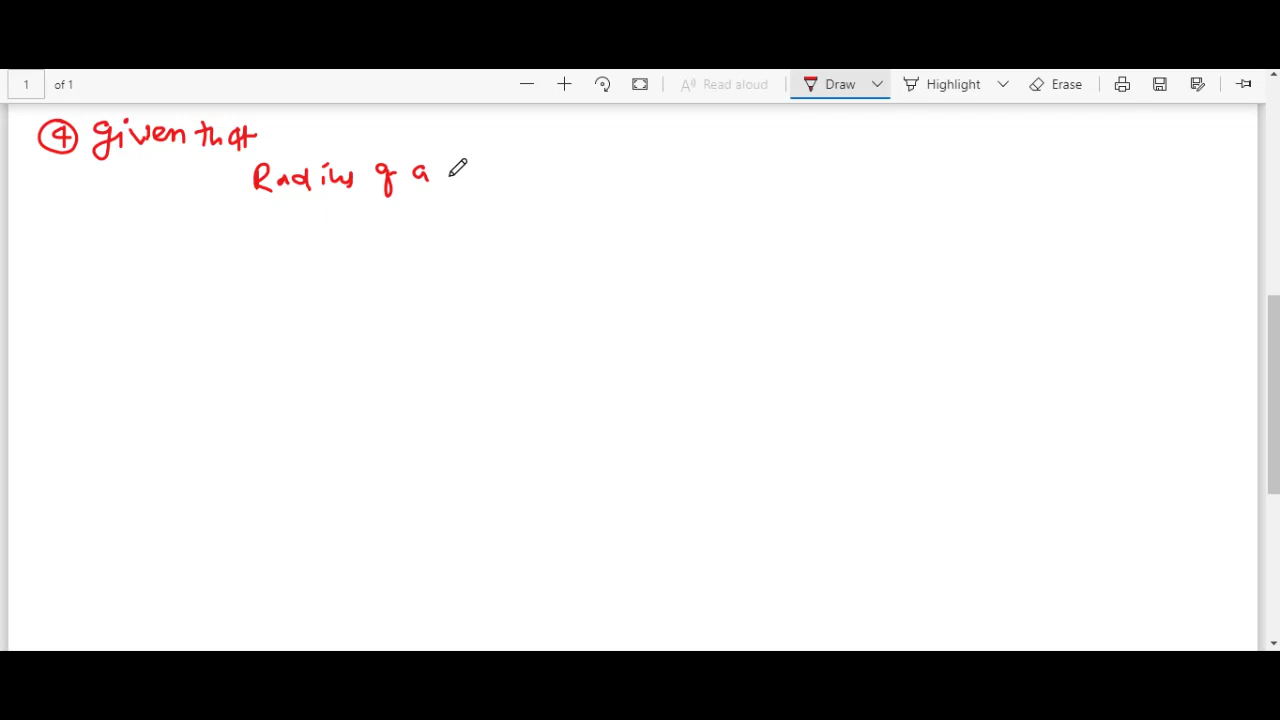 1 of 1 Read aloud Draw Highlight Erase
④ Given that
Radius of a